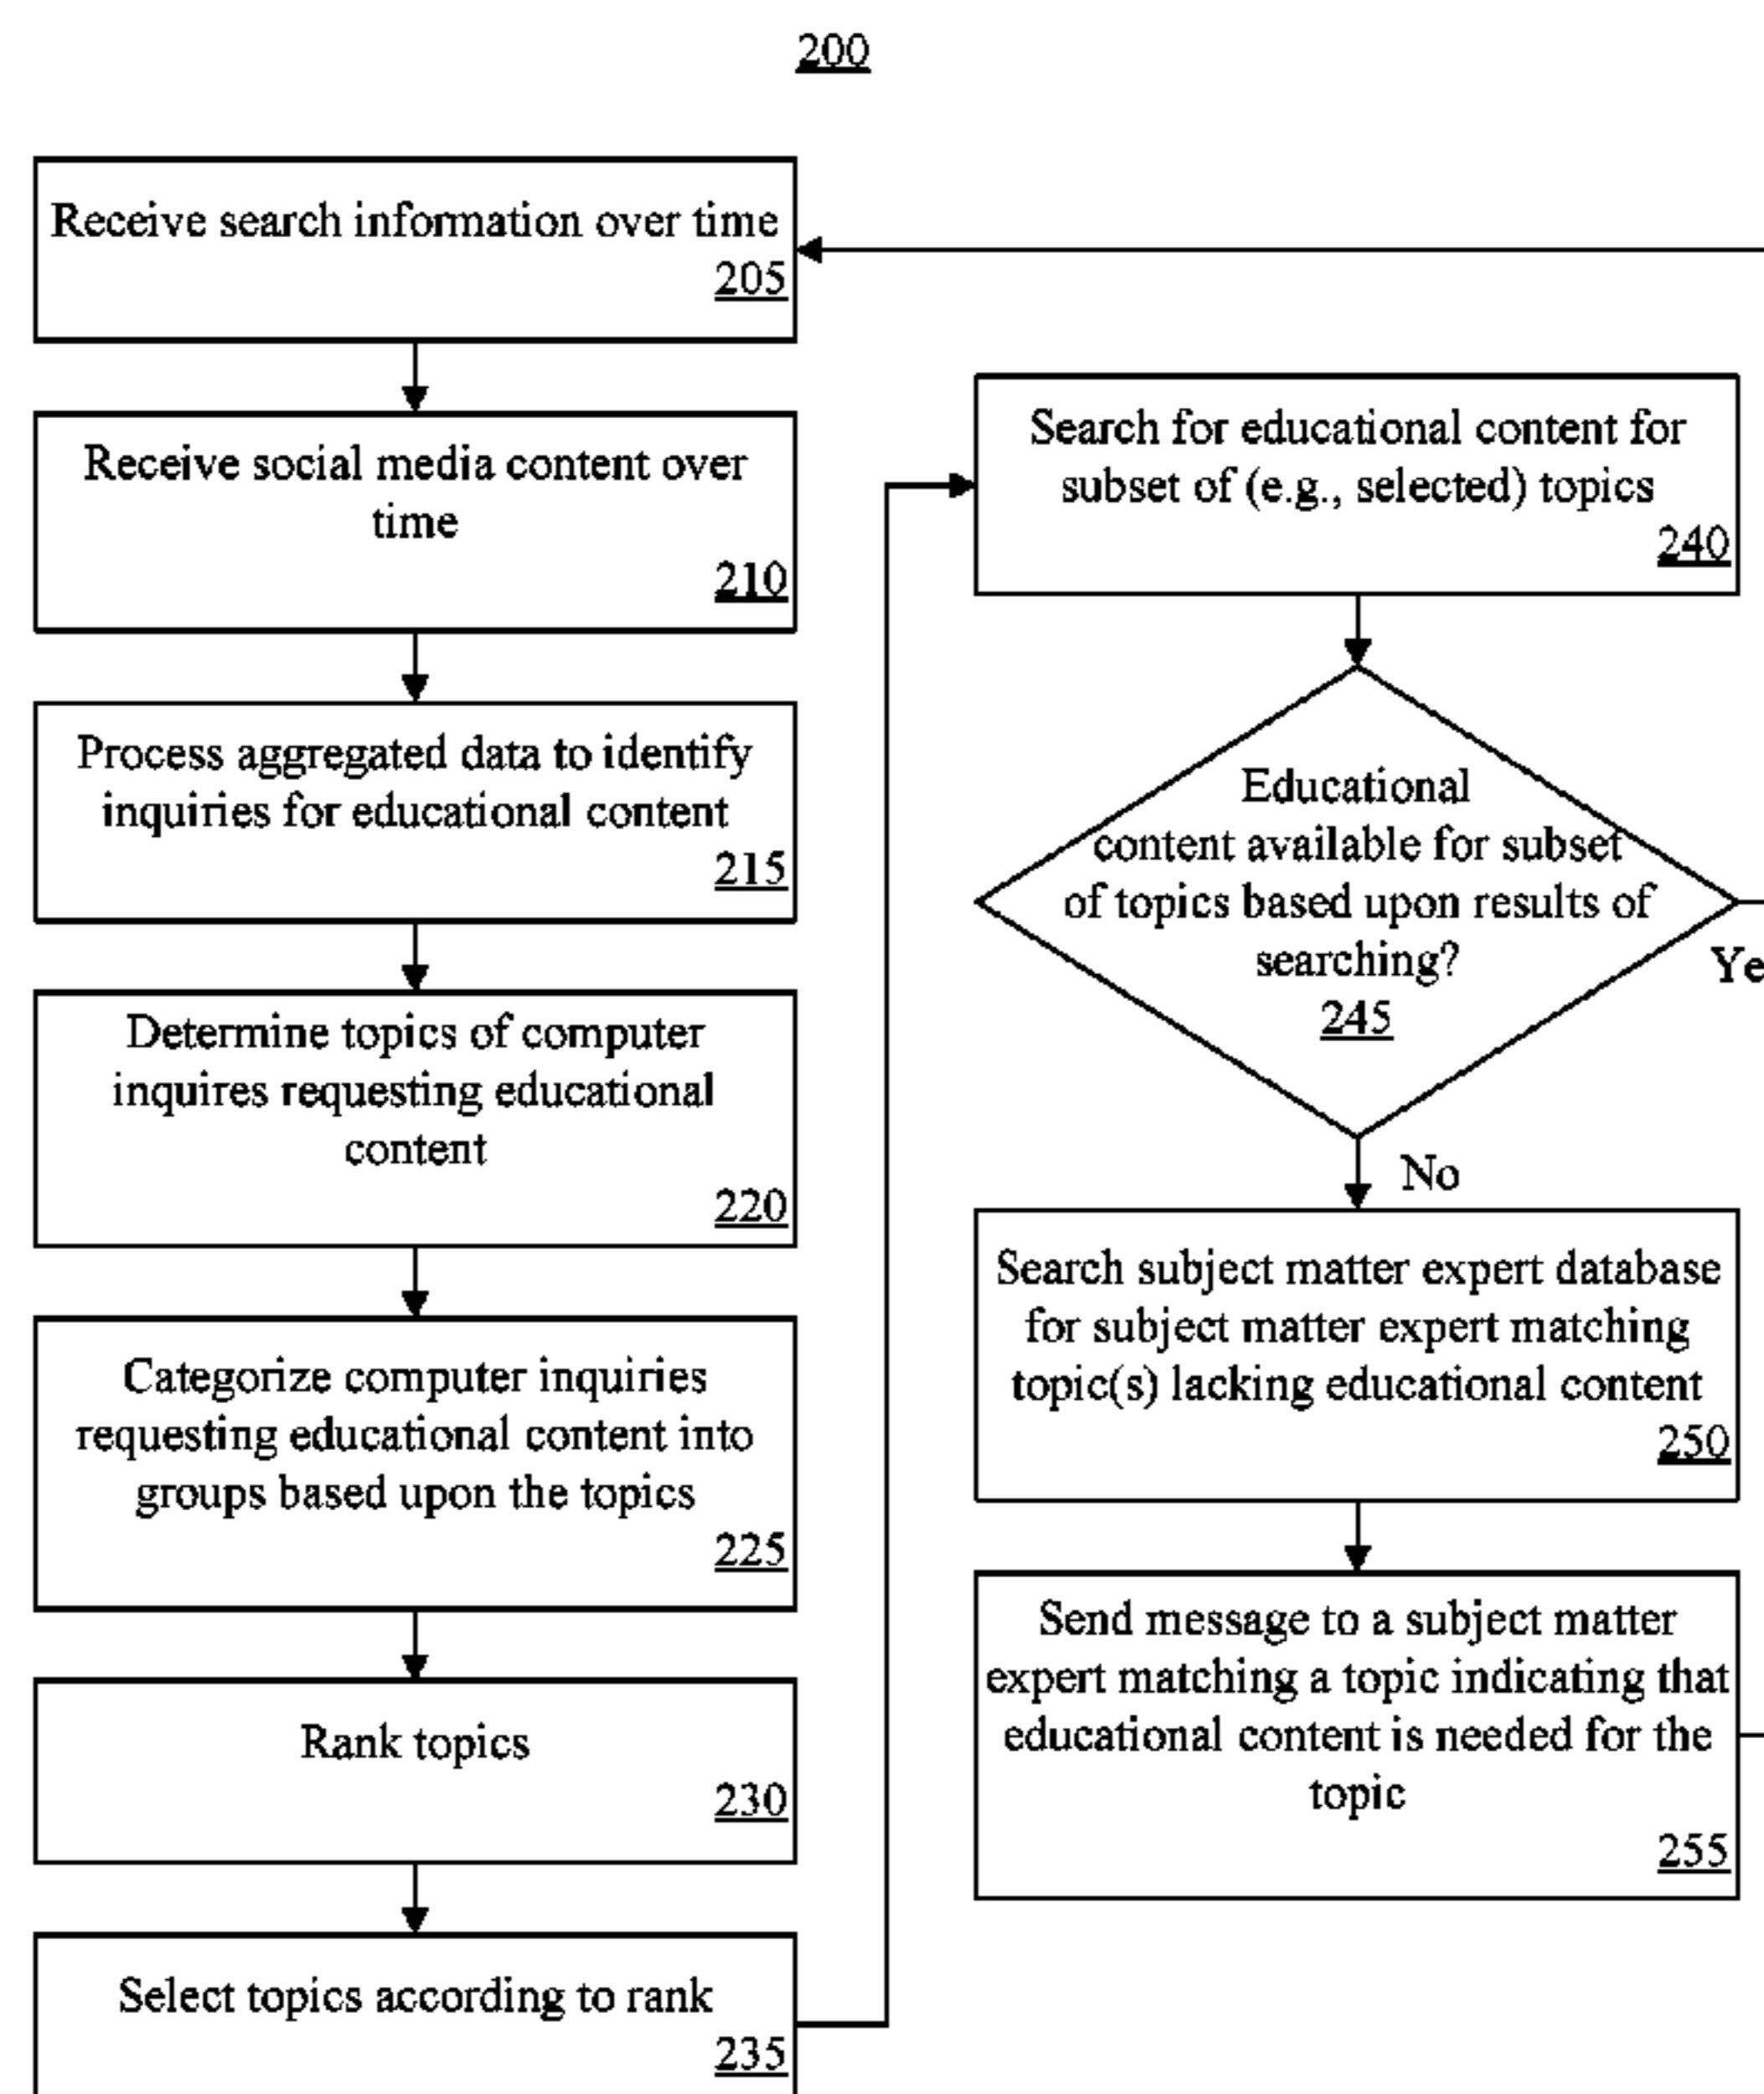 200
Receive search information over time
205
Receive social media content over
time
210
Process aggregated data to identify
inquiries for educational content
215
Determine topics of computer
inquires requesting educational
content
220
Categorize computer inquiries
requesting educational content into
groups based upon the topics
225
Rank topics
230
Select topics according to rank
235
Search for educational content for
subset of (e.g., selected) topics
240
Educational
content available for subset
of topics based upon results of
searching?
245
Ye
No
Search subject matter expert database
for subject matter expert matching
topic(s) lacking educational content
250
Send message to a subject matter
expert matching a topic indicating that
educational content is needed for the
topic
255